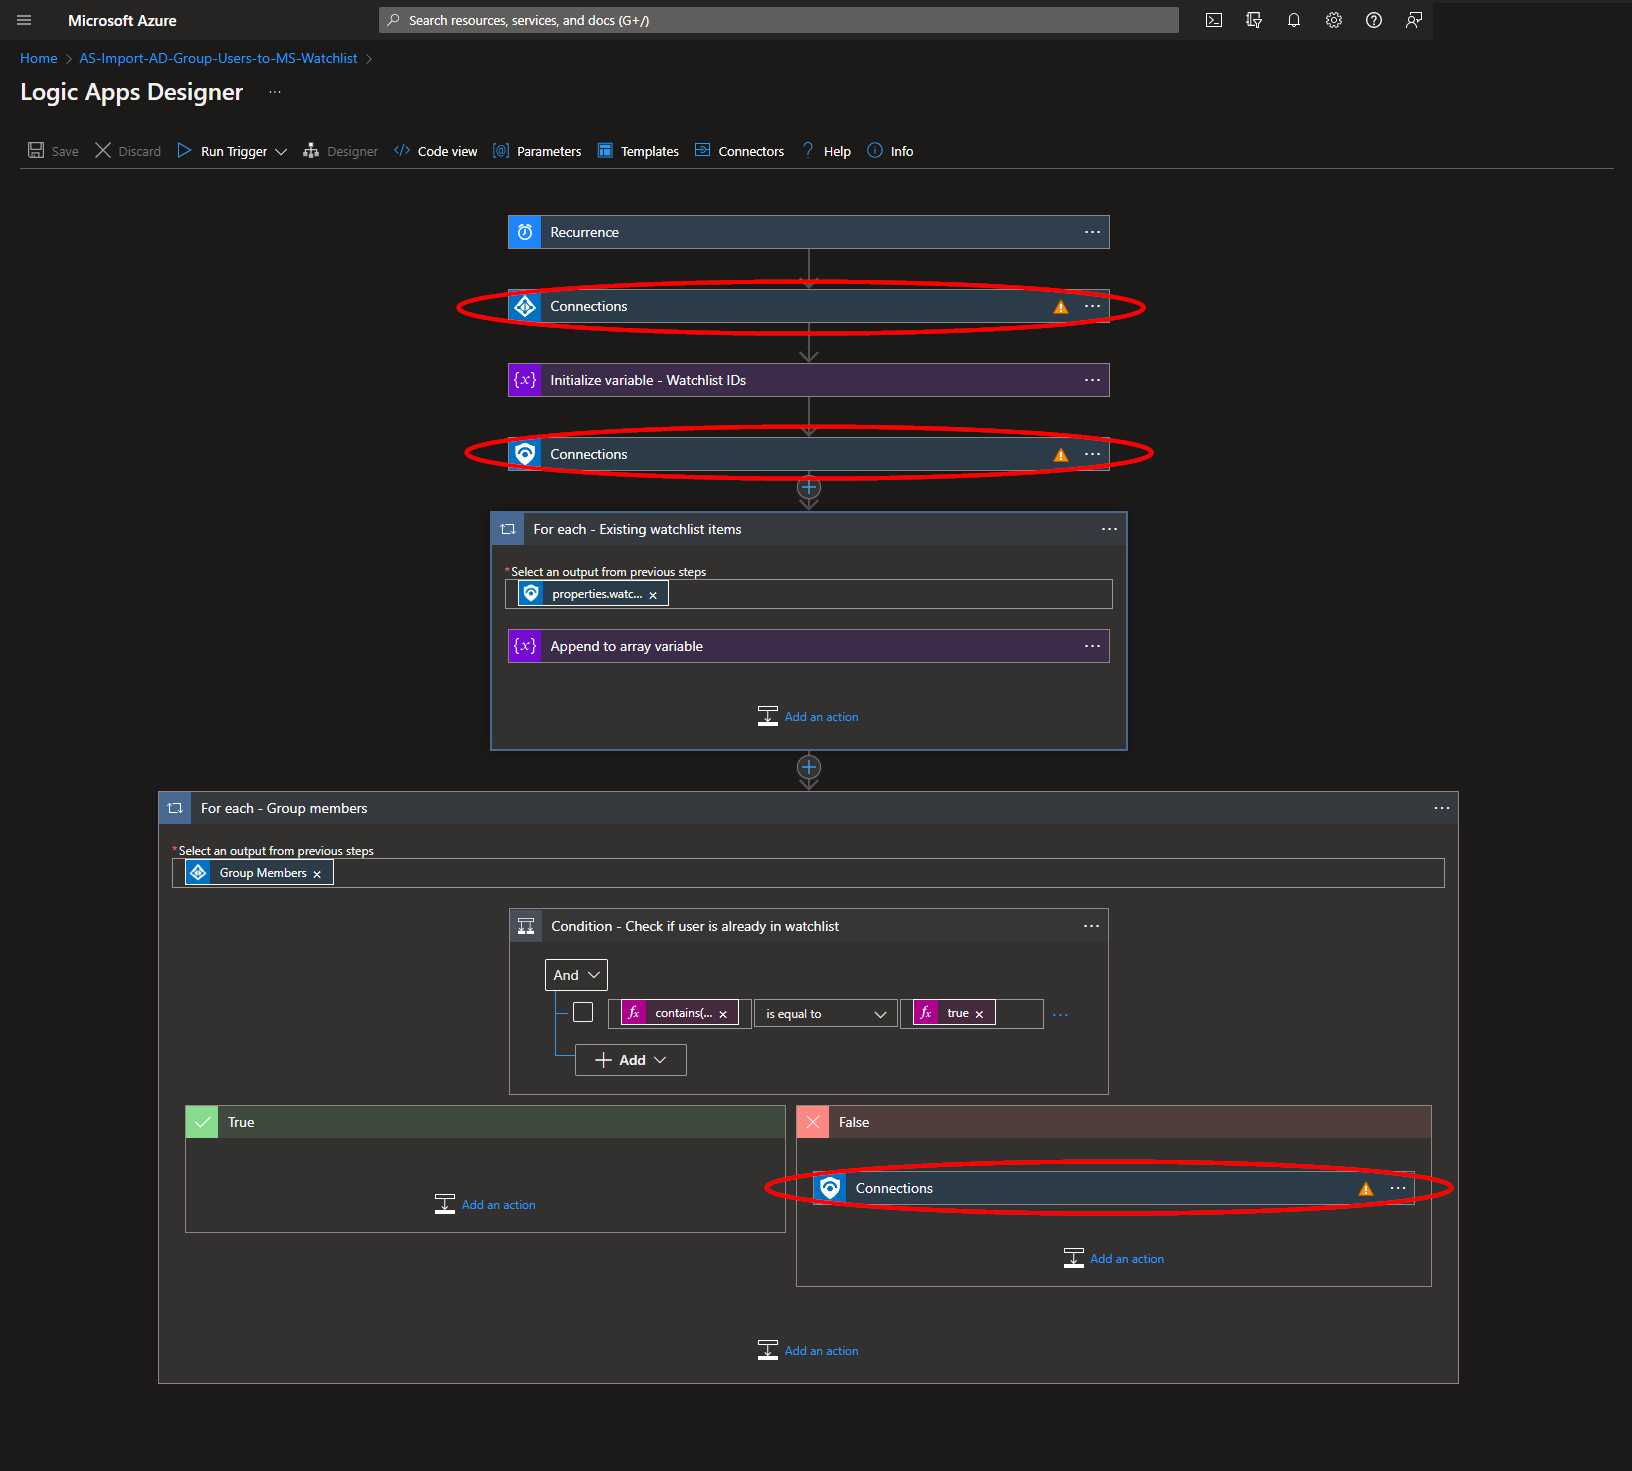 Microsoft Azure
Search resources, services, and docs (G+/)
Home > AS-Import-AD-Group-Users-to-MS-Watchlist >
Logic Apps Designer ...
Save Discard Run Trigger Designer Code view Parameters Templates Connectors Help Info
Recurrence
Connections
{x} Initialize variable - Watchlist IDs
Connections
For each - Existing watchlist items
*Select an output from previous steps
properties.watc... ×
{x} Append to array variable
Add an action
For each - Group members
*Select an output from previous steps
Group Members ×
Condition - Check if user is already in watchlist
And
fx contains(... × is equal to fx true ×
+ Add
True
False
Connections
Add an action
Add an action
Add an action